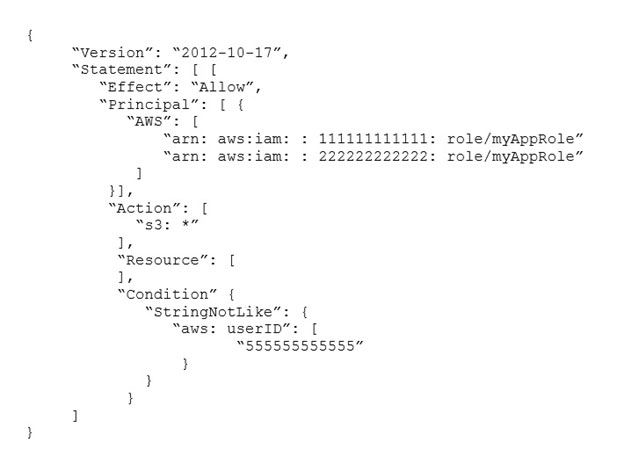 {
“Version”: “2012-10-17”,
“Statement”: [ [
“Effect”: “Allow”,
“Principal”: [ {
“AWS”: [
“arn: aws:iam: : 111111111111: role/myAppRole”
“arn: aws:iam: : 222222222222: role/myAppRole”
]
}],
“Action”: [
“s3: *”
],
“Resource”: [
],
“Condition” {
“StringNotLike”: {
“aws: userID”: [
“555555555555”
}
}
}
]
}